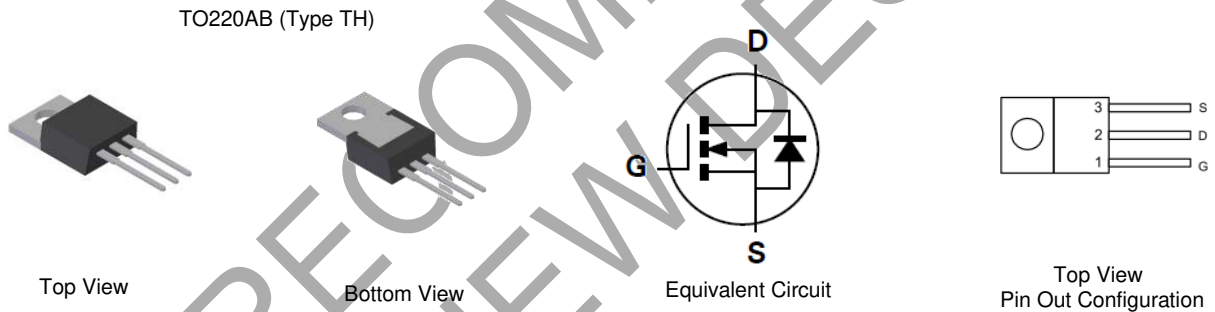 TO220AB (Type TH)
Top View
Bottom View
D
G
S
Equivalent Circuit
3 S
2 D
1 G
Top View
Pin Out Configuration